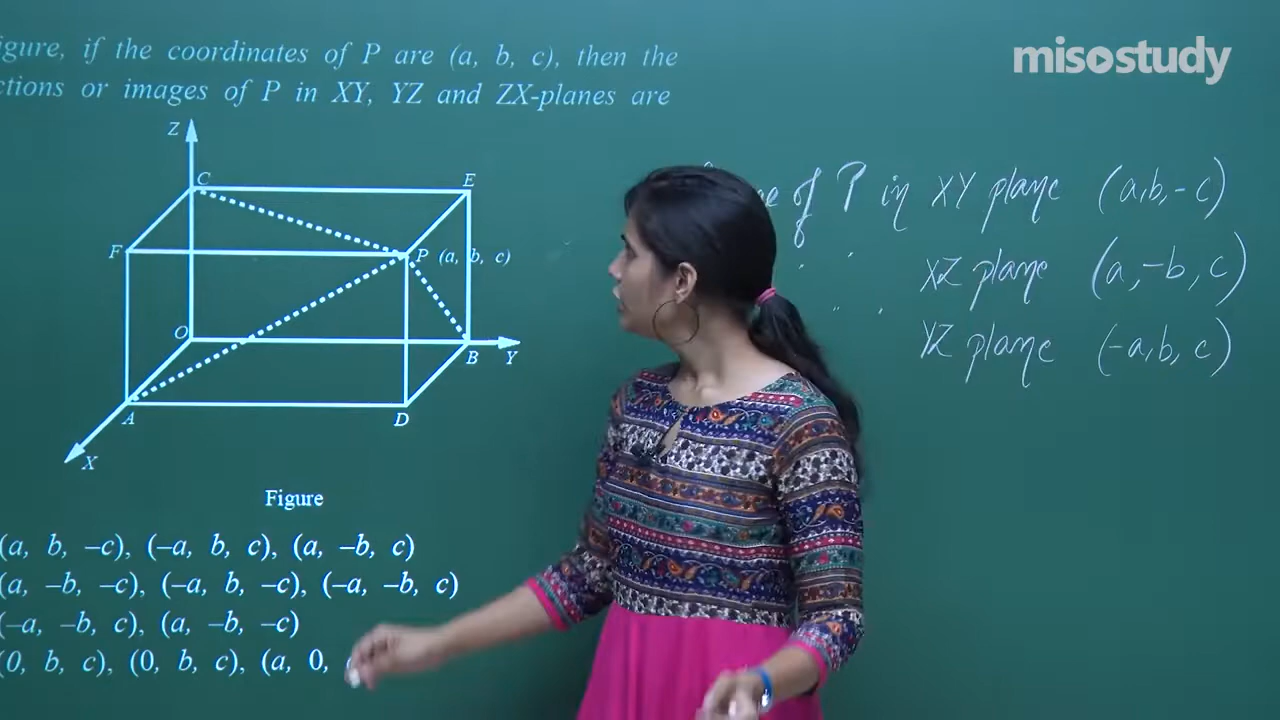 misostudy
igure, if the coordinates of P are (a, b, c), then the
ctions or images of P in XY, YZ and ZX-planes are
Z
C
E
F
P (a, b, c)
O
B
Y
A
D
X
Figure
(a, b, –c), (–a, b, c), (a, –b, c)
(a, –b, –c), (–a, b, –c), (–a, –b, c)
(–a, –b, c), (a, –b, –c)
(0, b, c), (0, b, c), (a, 0,
of P in XY plane (a,b,-c)
XZ plane (a,-b,c)
YZ plane (-a,b,c)